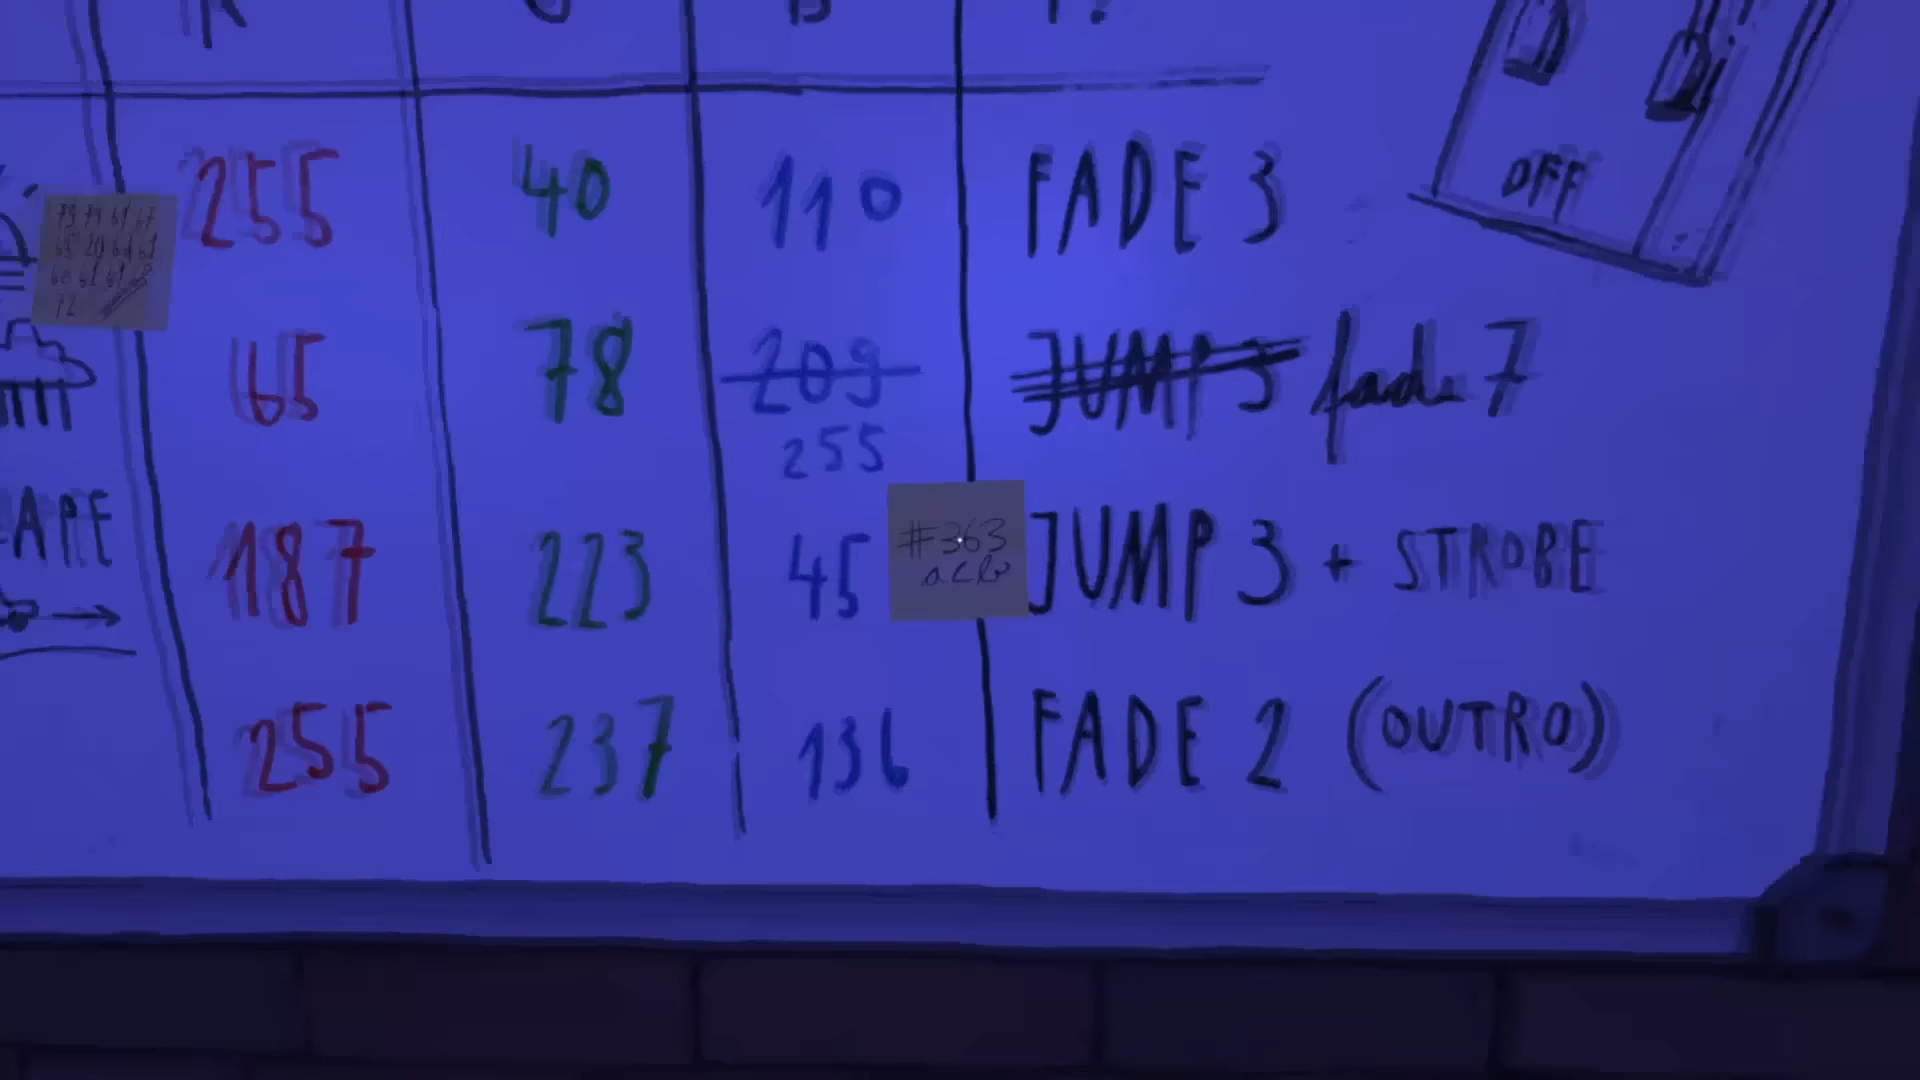 255 40 110 FADE 3
65 78 209 JUMP 3 fade 7
255
APE 187 223 45 JUMP 3 + STROBE
255 237 136 FADE 2 (OUTRO)
OFF
#363